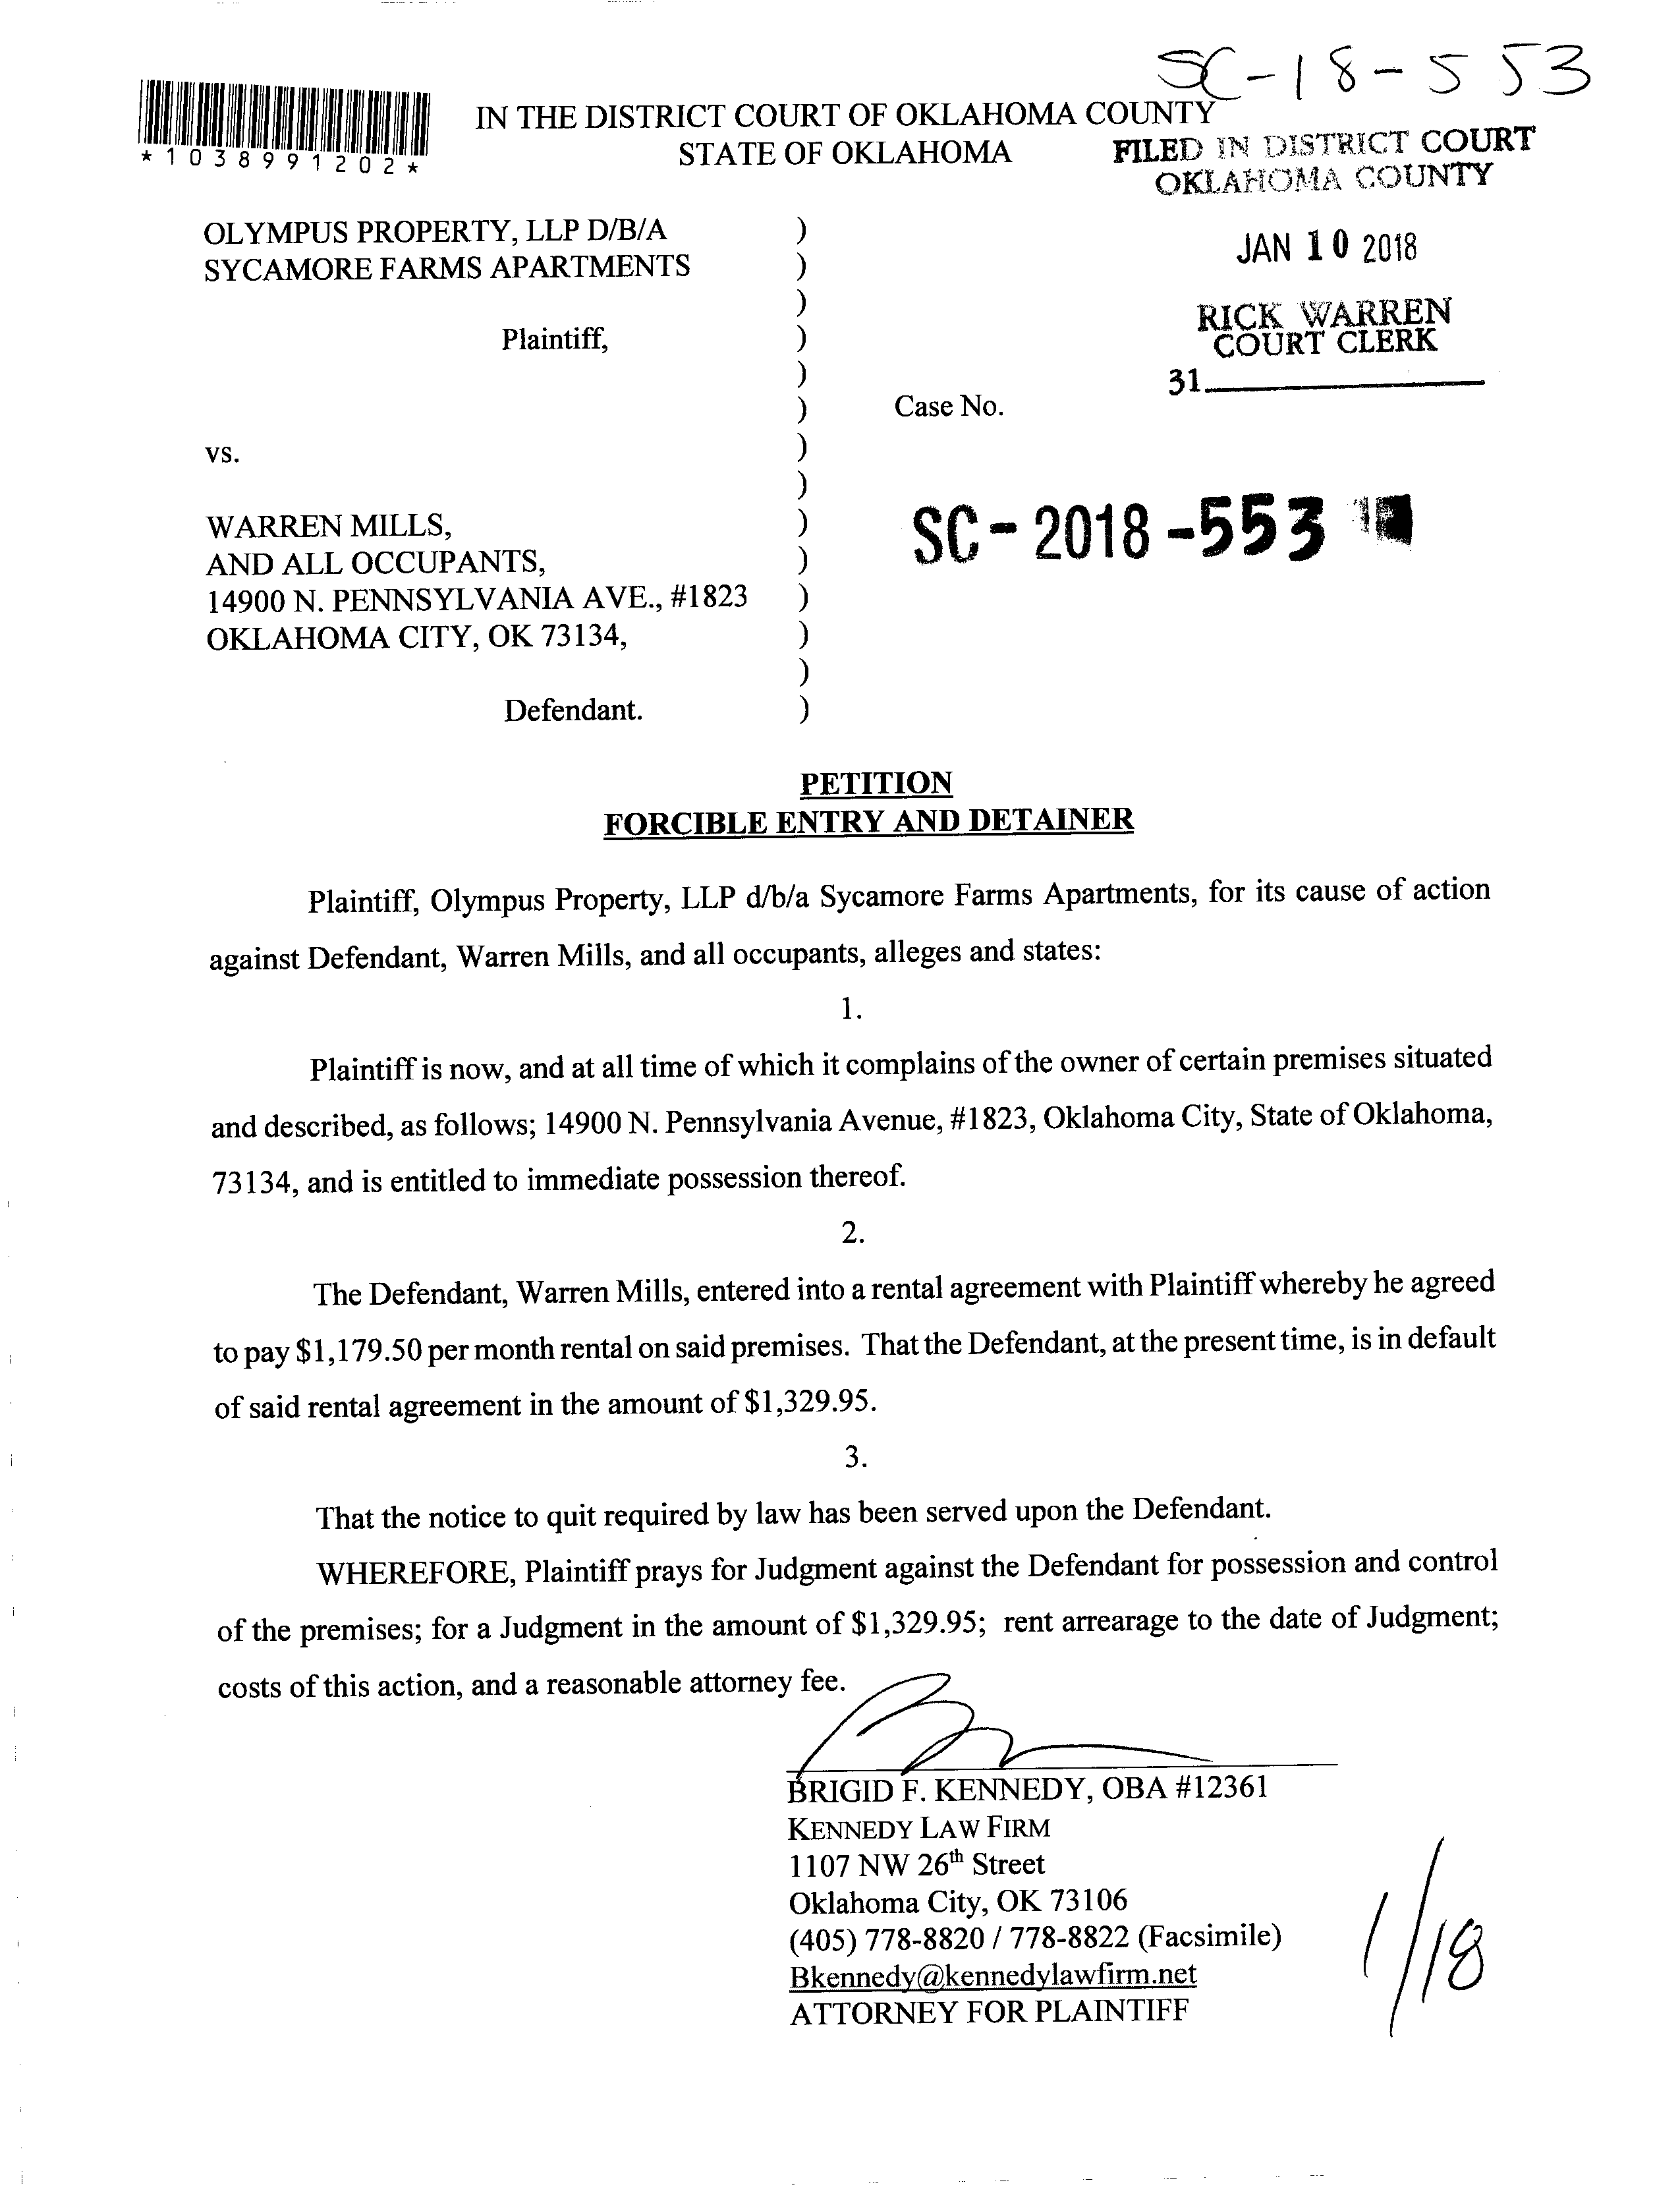 SC-18-553
*1038991202*
IN THE DISTRICT COURT OF OKLAHOMA COUNTY
STATE OF OKLAHOMA
FILED IN DISTRICT COURT
OKLAHOMA COUNTY
JAN 10 2018
RICK WARREN
COURT CLERK
31
OLYMPUS PROPERTY, LLP D/B/A )
SYCAMORE FARMS APARTMENTS )
)
Plaintiff, )
)
) Case No.
vs. )
)
WARREN MILLS, ) SC-2018-553
AND ALL OCCUPANTS, )
14900 N. PENNSYLVANIA AVE., #1823 )
OKLAHOMA CITY, OK 73134, )
)
Defendant. )
PETITION
FORCIBLE ENTRY AND DETAINER
Plaintiff, Olympus Property, LLP d/b/a Sycamore Farms Apartments, for its cause of action
against Defendant, Warren Mills, and all occupants, alleges and states:
1.
Plaintiff is now, and at all time of which it complains of the owner of certain premises situated
and described, as follows; 14900 N. Pennsylvania Avenue, #1823, Oklahoma City, State of Oklahoma,
73134, and is entitled to immediate possession thereof.
2.
The Defendant, Warren Mills, entered into a rental agreement with Plaintiff whereby he agreed
to pay $1,179.50 per month rental on said premises. That the Defendant, at the present time, is in default
of said rental agreement in the amount of $1,329.95.
3.
That the notice to quit required by law has been served upon the Defendant.
WHEREFORE, Plaintiff prays for Judgment against the Defendant for possession and control
of the premises; for a Judgment in the amount of $1,329.95; rent arrearage to the date of Judgment;
costs of this action, and a reasonable attorney fee.
BRIGID F. KENNEDY, OBA #12361
KENNEDY LAW FIRM
1107 NW 26th Street
Oklahoma City, OK 73106
(405) 778-8820 / 778-8822 (Facsimile)
Bkennedy@kennedylawfirm.net
ATTORNEY FOR PLAINTIFF
1/18